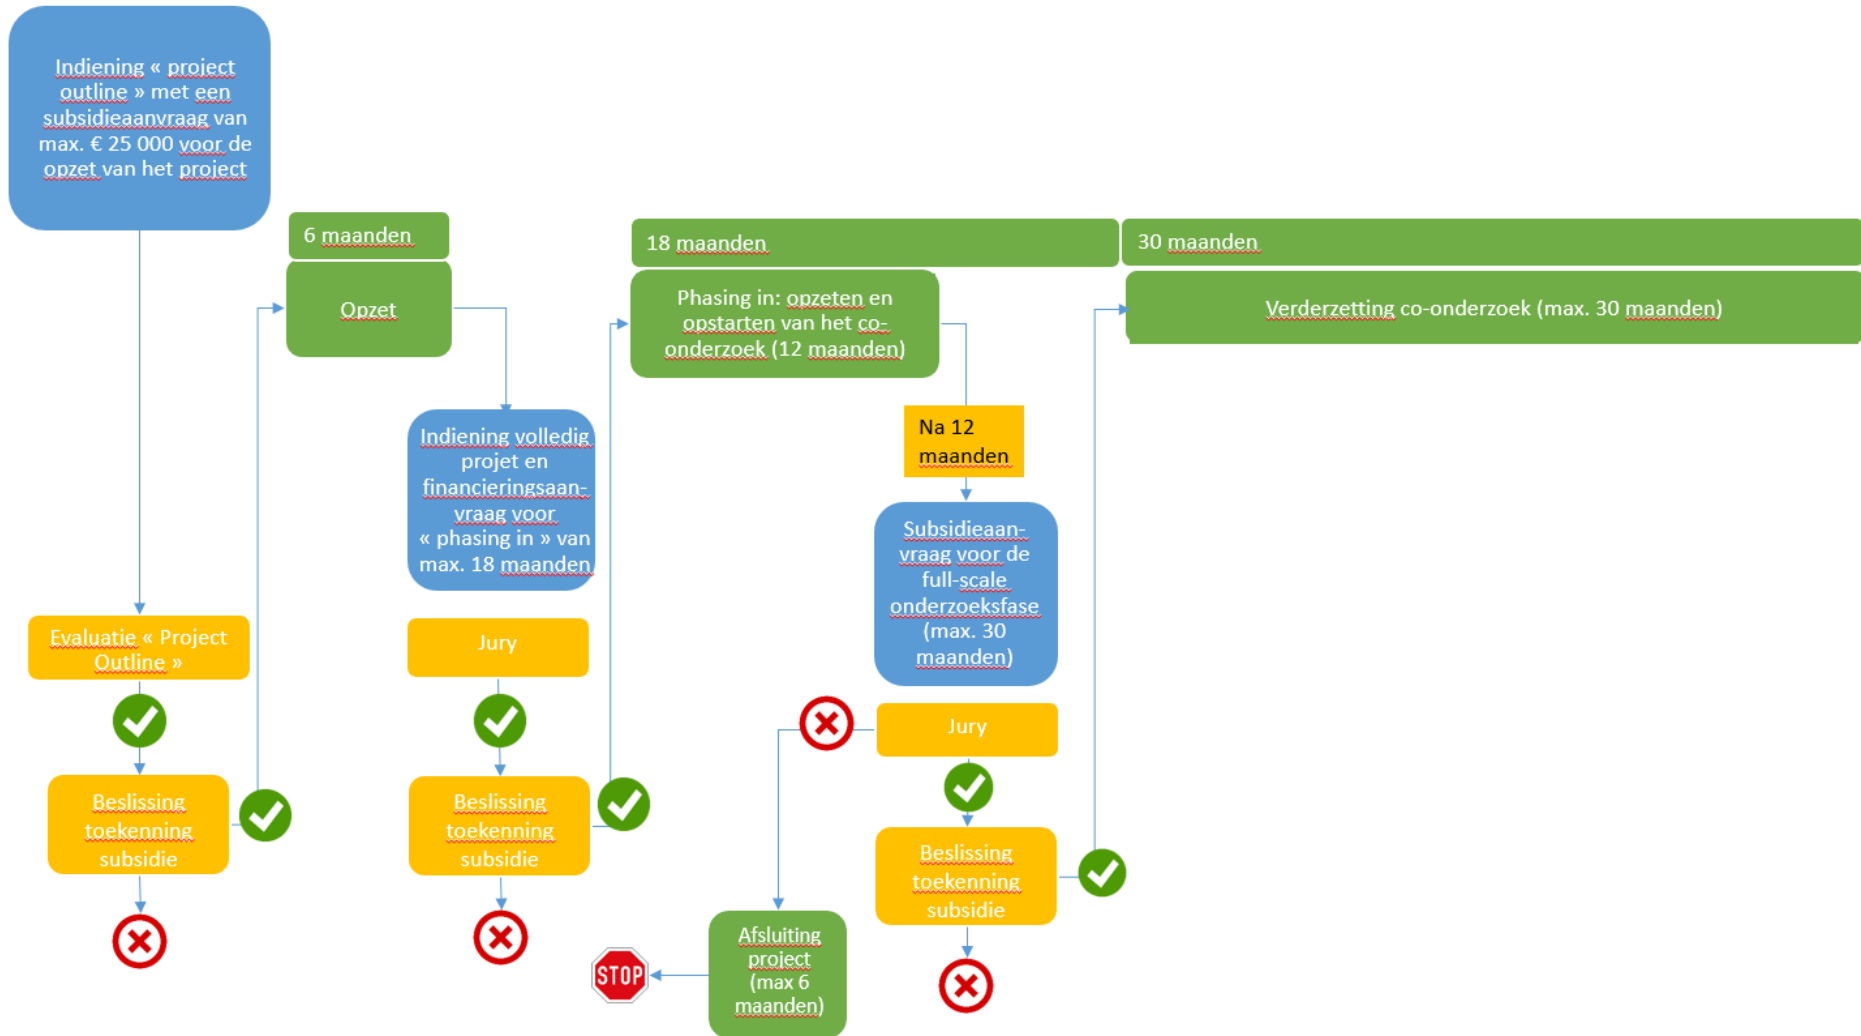 Indiening « project
outline » met een
subsidieaanvraag van
max. € 25 000 voor de
opzet van het project
6 maanden
Opzet
18 maanden
30 maanden
Phasing in: opzeten en
opstarten van het co-
onderzoek (12 maanden)
Verderzetting co-onderzoek (max. 30 maanden)
Indiening volledig
projet en
financieringsaan-
vraag voor
« phasing in » van
max. 18 maanden
Na 12
maanden
Subsidieaan-
vraag voor de
full-scale
onderzoeksfase
(max. 30
maanden)
Evaluatie « Project
Outline »
Jury
Jury
Beslissing
toekenning
subsidie
Beslissing
toekenning
subsidie
Beslissing
toekenning
subsidie
Afsluiting
project
(max 6
maanden)
STOP